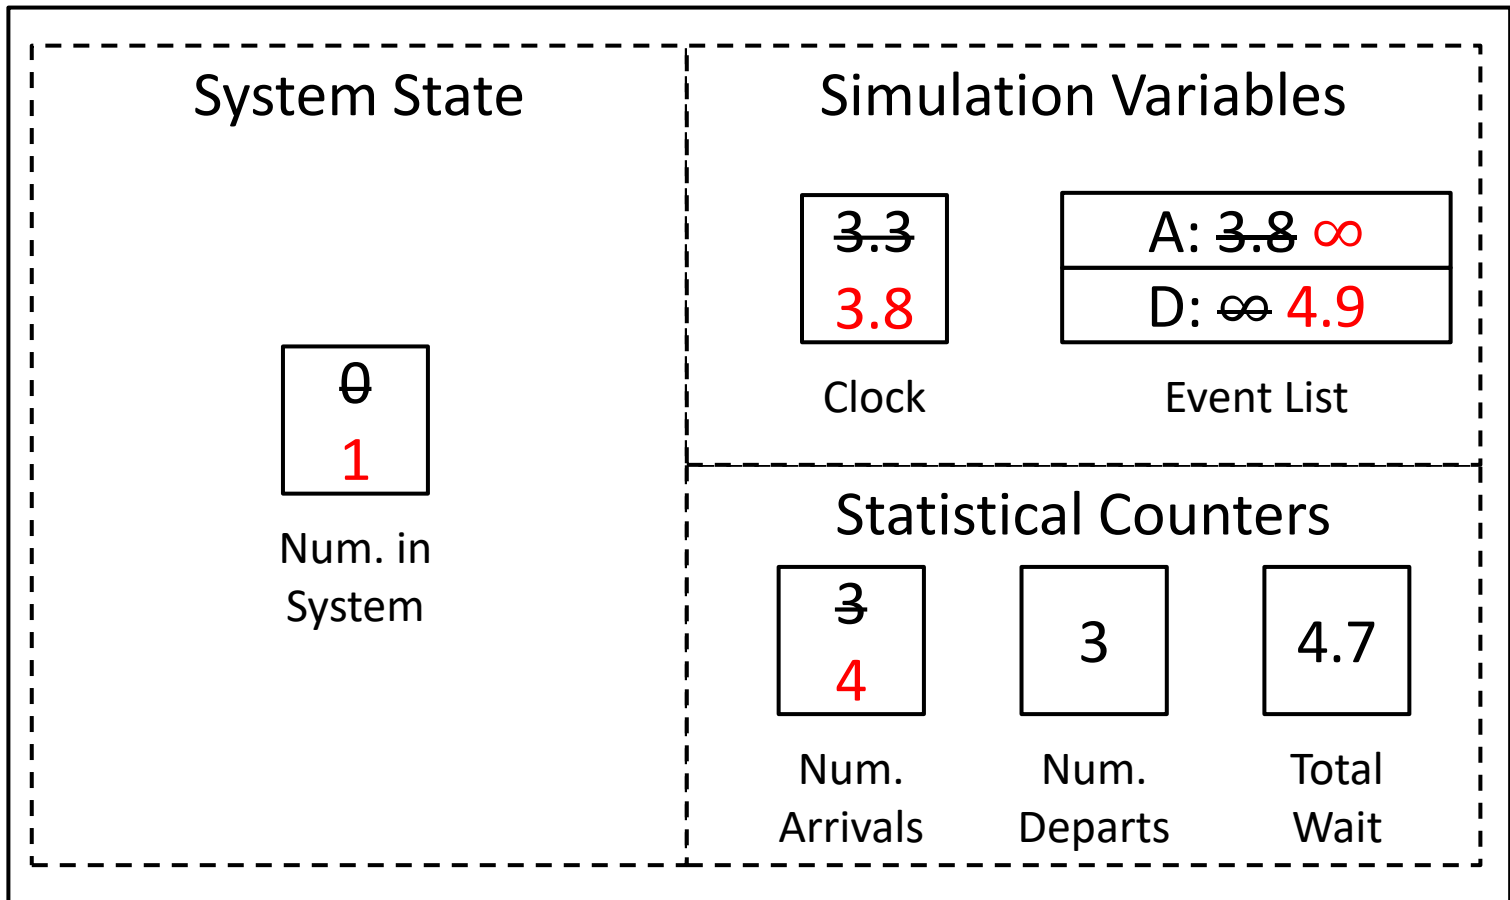 System State
0
1
Num. in
System
Simulation Variables
3.3
3.8
Clock
A: 3.8 ∞
D: ∞ 4.9
Event List
Statistical Counters
3
4
Num.
Arrivals
3
Num.
Departs
4.7
Total
Wait